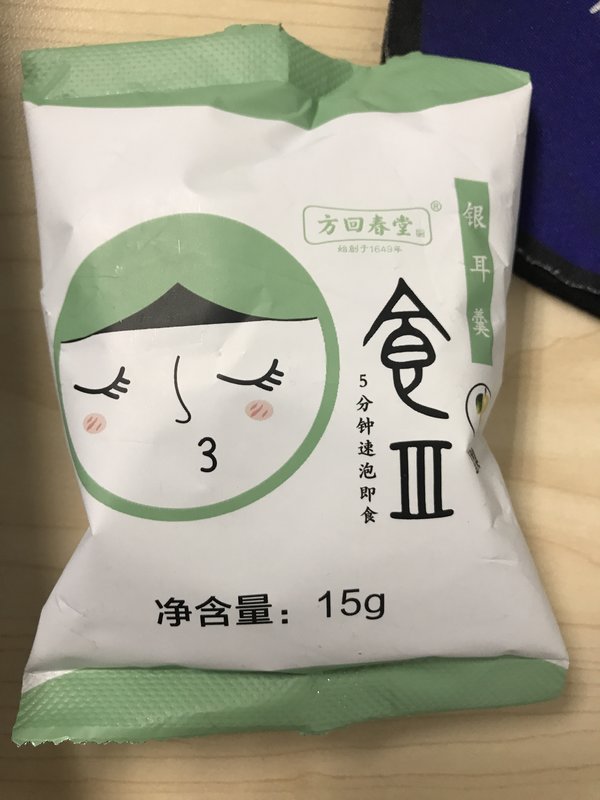 方回春堂®
始创于1649年
银耳羹
食皿
5分钟速泡即食
3
净含量：15g